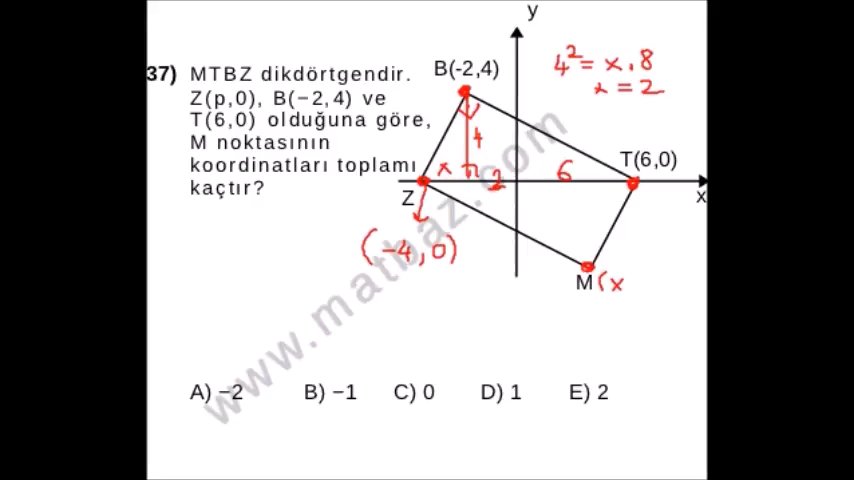 y
37) MTBZ dikdörtgendir.
Z(p,0), B(−2,4) ve
T(6,0) olduğuna göre,
M noktasının
koordinatları toplamı
kaçtır?
B(-2,4)
4² = x . 8
x = 2
4
T(6,0)
x 2 6
Z
x
(-4,0)
M (x
www.matbaz.com
A) −2 B) −1 C) 0 D) 1 E) 2